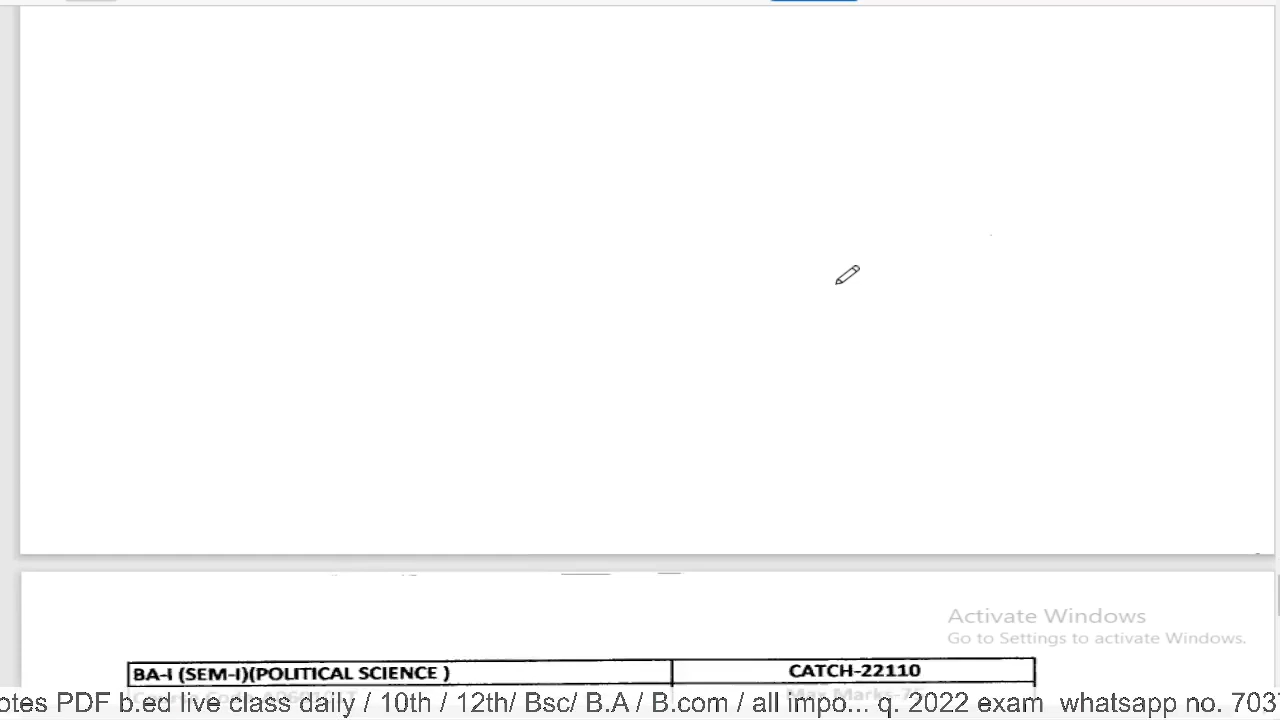 Activate Windows
Go to Settings to activate Windows.
BA-I (SEM-I)(POLITICAL SCIENCE ) CATCH-22110
otes PDF b.ed live class daily / 10th / 12th/ Bsc/ B.A / B.com / all impo... q. 2022 exam whatsapp no. 703